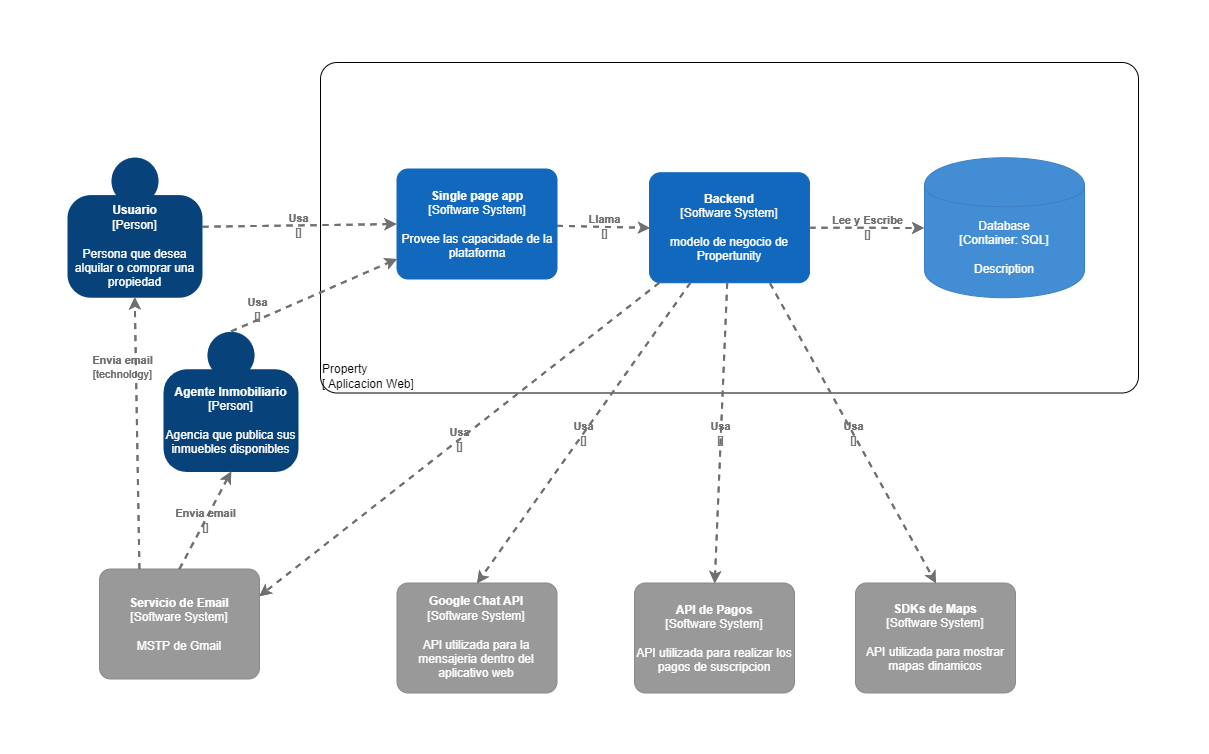 Usuario
[Person]
Persona que desea
alquilar o comprar una
propiedad
Usa
[]
Single page app
[Software System]
Provee las capacidade de la
plataforma
Llama
[]
Backend
[Software System]
modelo de negocio de
Propertunity
Lee y Escribe
[]
Database
[Container: SQL]
Description
Usa
[]
Envia email
[technology]
Property
[ Aplicacion Web]
Agente Inmobiliario
[Person]
Agencia que publica sus
inmuebles disponibles
Usa
[]
Usa
[]
Usa
[]
Usa
[]
Envia email
[]
Servicio de Email
[Software System]
MSTP de Gmail
Google Chat API
[Software System]
API utilizada para la
mensajeria dentro del
aplicativo web
API de Pagos
[Software System]
API utilizada para realizar los
pagos de suscripcion
SDKs de Maps
[Software System]
API utilizada para mostrar
mapas dinamicos